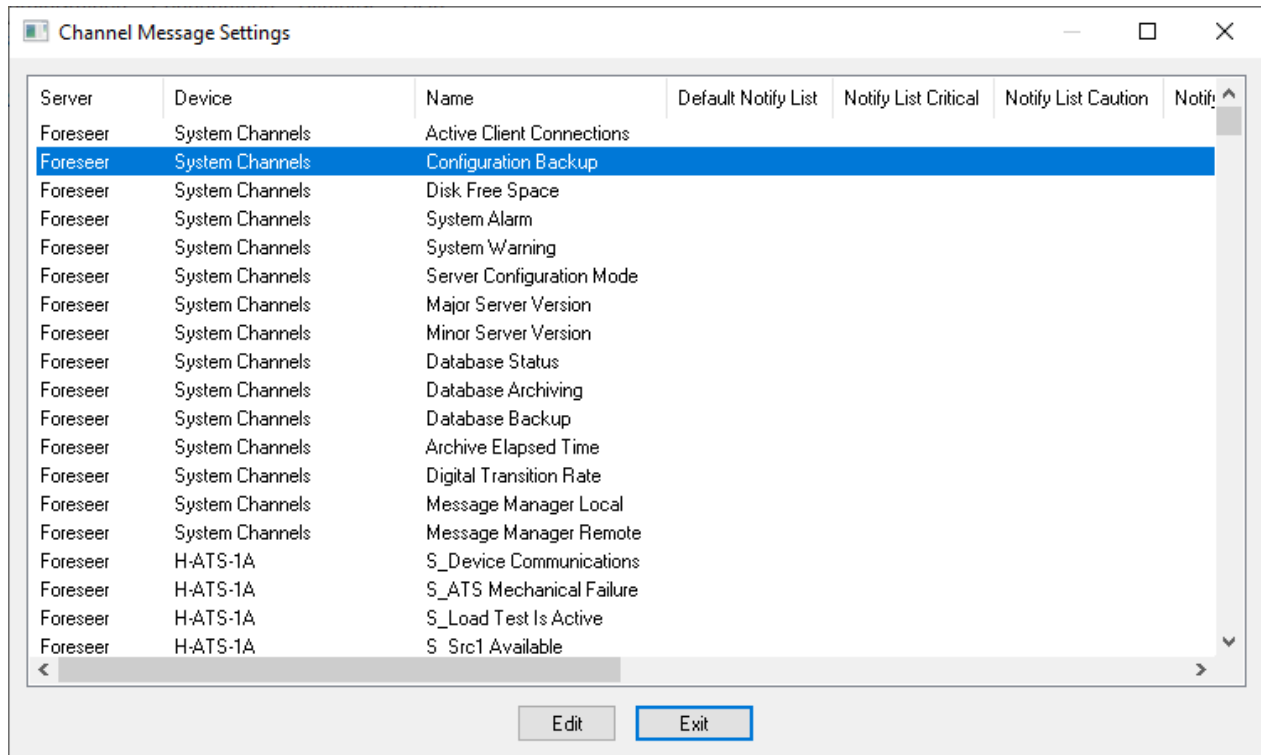 Channel Message Settings
Server Device Name Default Notify List Notify List Critical Notify List Caution Notify
Foreseer System Channels Active Client Connections
Foreseer System Channels Configuration Backup
Foreseer System Channels Disk Free Space
Foreseer System Channels System Alarm
Foreseer System Channels System Warning
Foreseer System Channels Server Configuration Mode
Foreseer System Channels Major Server Version
Foreseer System Channels Minor Server Version
Foreseer System Channels Database Status
Foreseer System Channels Database Archiving
Foreseer System Channels Database Backup
Foreseer System Channels Archive Elapsed Time
Foreseer System Channels Digital Transition Rate
Foreseer System Channels Message Manager Local
Foreseer System Channels Message Manager Remote
Foreseer H-ATS-1A S_Device Communications
Foreseer H-ATS-1A S_ATS Mechanical Failure
Foreseer H-ATS-1A S_Load Test Is Active
Foreseer H-ATS-1A S_Src1 Available
Edit Exit